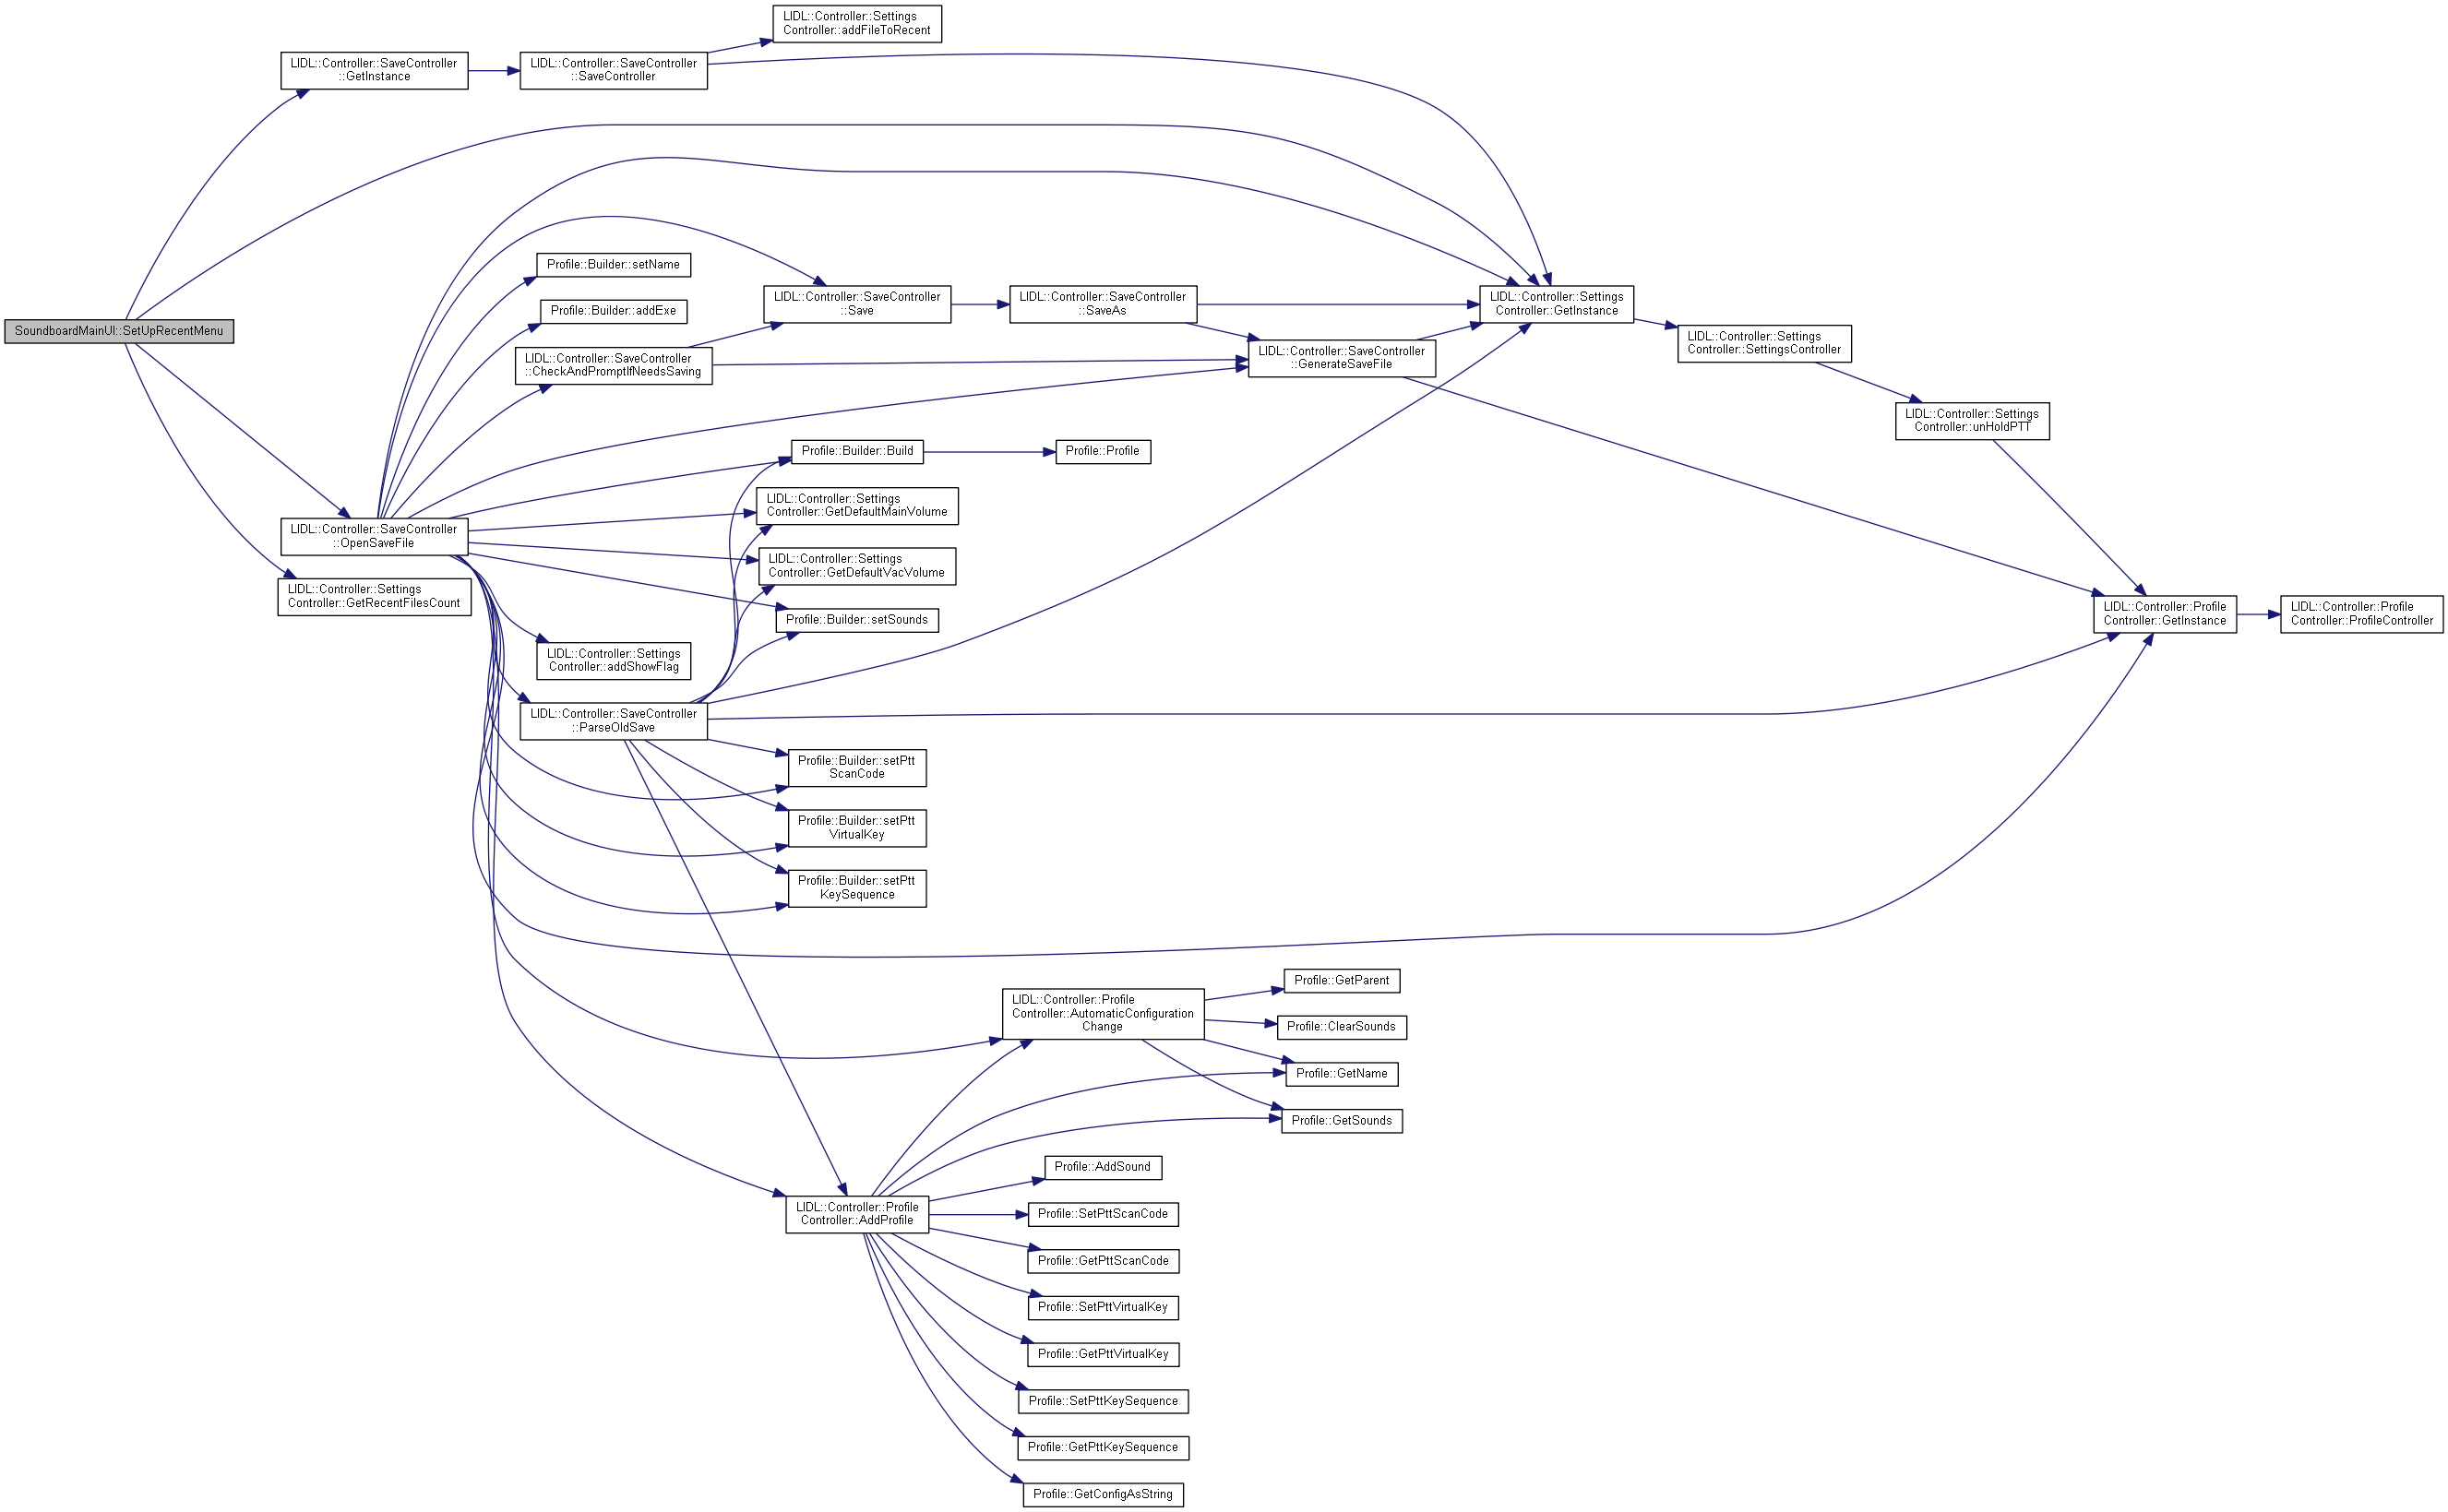 LIDL::Controller::Settings
Controller::addFileToRecent
LIDL::Controller::SaveController
::GetInstance
LIDL::Controller::SaveController
::SaveController
Profile::Builder::setName
LIDL::Controller::SaveController
::Save
LIDL::Controller::SaveController
::SaveAs
LIDL::Controller::Settings
Controller::GetInstance
Profile::Builder::addExe
SoundboardMainUI::SetUpRecentMenu
LIDL::Controller::SaveController
::CheckAndPromptIfNeedsSaving
LIDL::Controller::SaveController
::GenerateSaveFile
LIDL::Controller::Settings
Controller::SettingsController
LIDL::Controller::Settings
Controller::unHoldPTT
Profile::Builder::Build
Profile::Profile
LIDL::Controller::Settings
Controller::GetDefaultMainVolume
LIDL::Controller::SaveController
::OpenSaveFile
LIDL::Controller::Settings
Controller::GetDefaultVacVolume
LIDL::Controller::Settings
Controller::GetRecentFilesCount
Profile::Builder::setSounds
LIDL::Controller::Profile
Controller::GetInstance
LIDL::Controller::Profile
Controller::ProfileController
LIDL::Controller::Settings
Controller::addShowFlag
LIDL::Controller::SaveController
::ParseOldSave
Profile::Builder::setPtt
ScanCode
Profile::Builder::setPtt
VirtualKey
Profile::Builder::setPtt
KeySequence
Profile::GetParent
LIDL::Controller::Profile
Controller::AutomaticConfiguration
Change
Profile::ClearSounds
Profile::GetName
Profile::GetSounds
Profile::AddSound
LIDL::Controller::Profile
Controller::AddProfile
Profile::SetPttScanCode
Profile::GetPttScanCode
Profile::SetPttVirtualKey
Profile::GetPttVirtualKey
Profile::SetPttKeySequence
Profile::GetPttKeySequence
Profile::GetConfigAsString